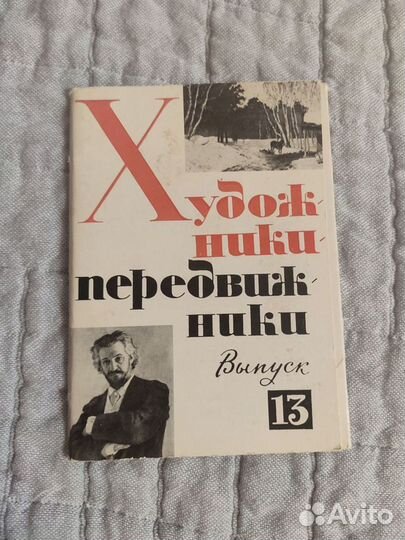 Худож-
ники-
передвиж-
ники
Выпуск
13
Avito